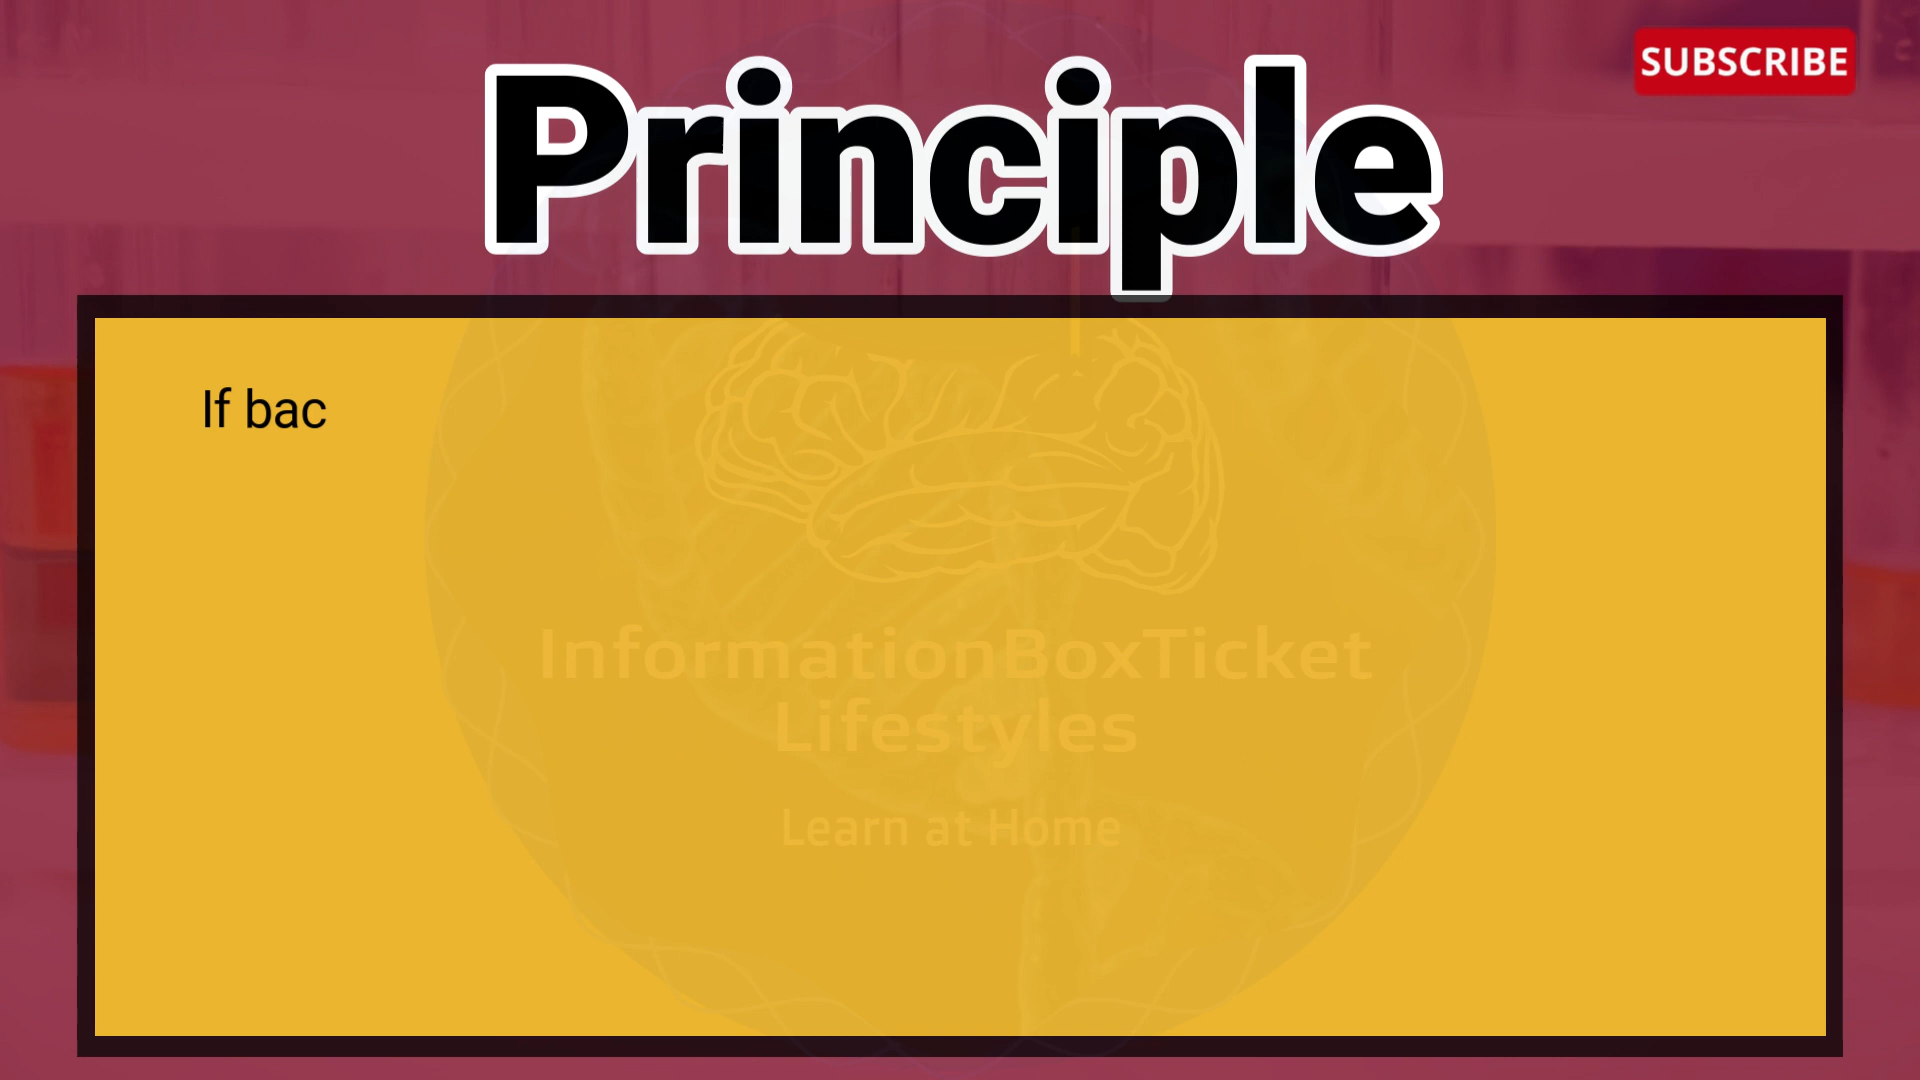 Principle
SUBSCRIBE
If bac
InformationBoxTicket
Lifestyles
Learn at Home